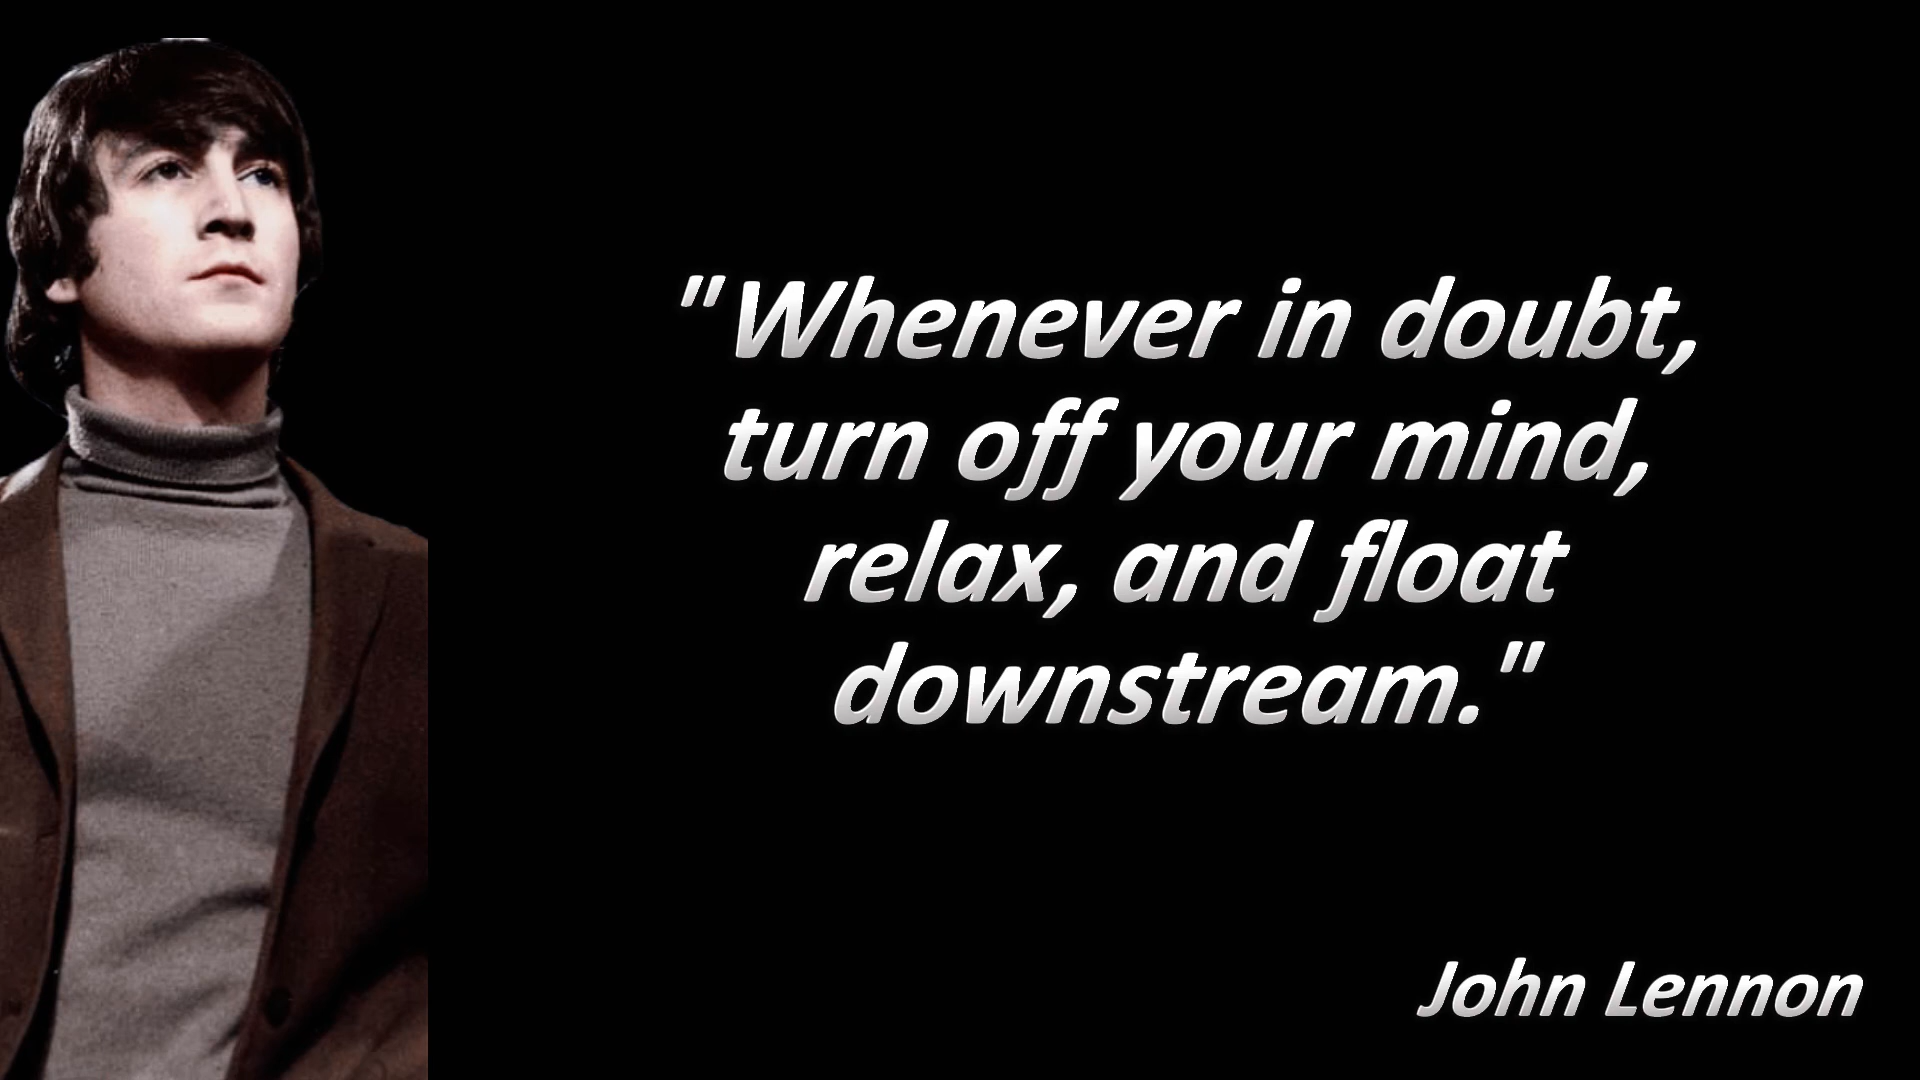 "Whenever in doubt,
turn off your mind,
relax, and float
downstream."
John Lennon